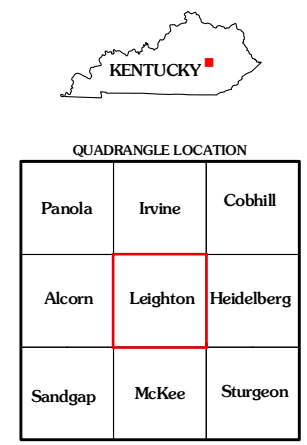 KENTUCKY
QUADRANGLE LOCATION
Panola Irvine Cobhill
Alcorn Leighton Heidelberg
Sandgap McKee Sturgeon